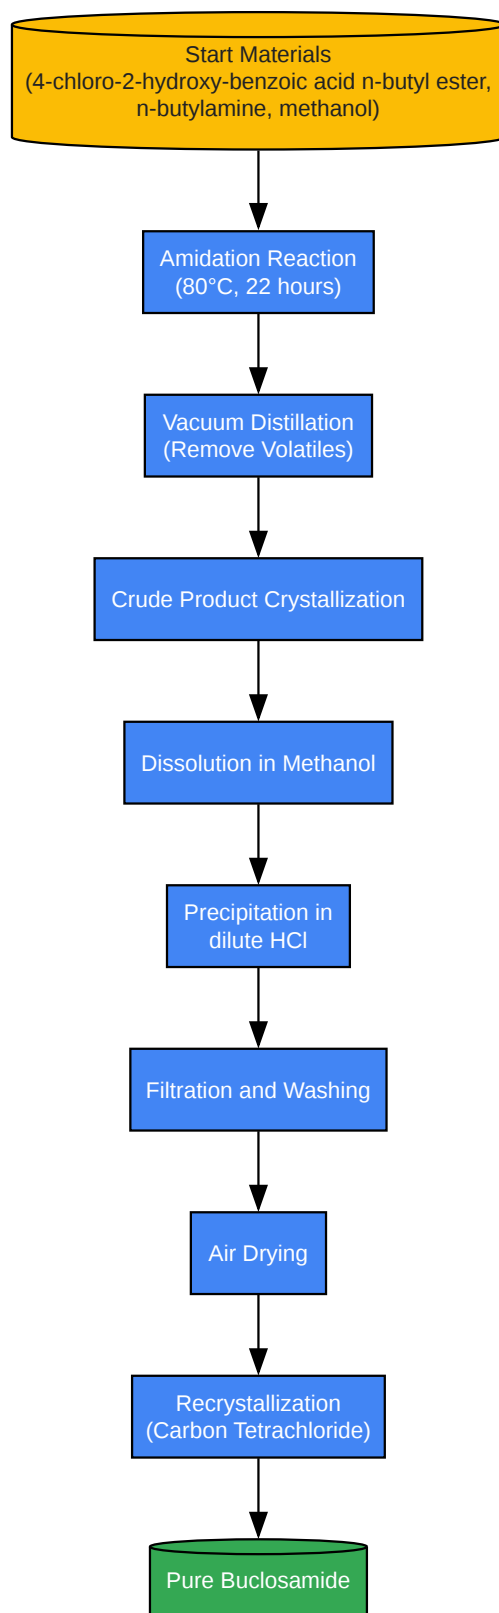 Start Materials
(4-chloro-2-hydroxy-benzoic acid n-butyl ester,
n-butylamine, methanol)
Amidation Reaction
(80°C, 22 hours)
Vacuum Distillation
(Remove Volatiles)
Crude Product Crystallization
Dissolution in Methanol
Precipitation in
dilute HCl
Filtration and Washing
Air Drying
Recrystallization
(Carbon Tetrachloride)
Pure Buclosamide